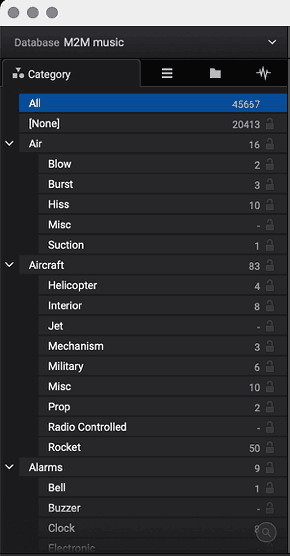 Database M2M music
Category
All 45667
[None] 20413
Air 16
Blow 2
Burst 3
Hiss 10
Misc -
Suction 1
Aircraft 83
Helicopter 4
Interior 8
Jet -
Mechanism 3
Military 6
Misc 10
Prop 2
Radio Controlled -
Rocket 50
Alarms 9
Bell 1
Buzzer -
Clock 8
Electronic